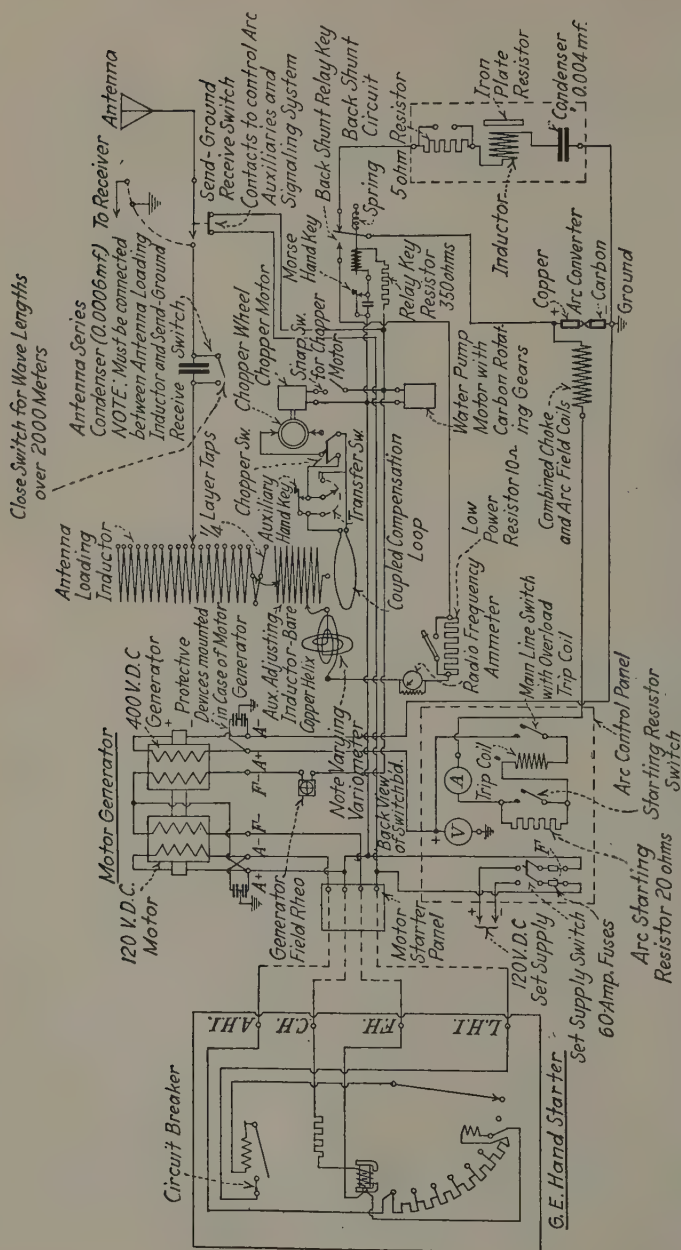 Close Switch for Wave Lengths
over 2000 Meters
Antenna Series
Condenser (0.0006 mf.)
NOTE: Must be connected
between Antenna Loading
Inductor and Send-Ground
Receive Switch
To Receiver
Antenna
Send-Ground
Receive Switch
Contacts to control Arc
Auxiliaries and
Signaling System
Antenna
Loading
Inductor
1/4 Layer Taps
Chopper Sw.
Chopper Wheel
Chopper Motor
Snap Sw.
for Chopper
Motor
Morse
Hand Key
Back Shunt Relay Key
Back Shunt
Circuit
Spring
Relay Key
Resistor
350 ohms
5 ohm Resistor
Iron
Plate
Resistor
Inductor
Condenser
0.004 mf.
Auxiliary
Hand Key
Transfer Sw.
Coupled Compensation
Loop
Water Pump
Motor with
Carbon Rotat-
ing Gears
Copper
+
Arc Converter
Carbon
Ground
Combined Choke
and Arc Field Coils
Low
Power
Resistor 10Ω
Radio Frequency
Ammeter
Motor Generator
120 V.D.C.
Motor
400 V.D.C
Generator
+
Protective
Devices mounted
in Case of Motor
Generator
Aux. Adjusting
Inductor-Bare
Copper Helix
Note Varying
Variometer
A+
A-
F-
F-
A+
A-
Generator
Field Rheo
Back View
of Switchbd.
Motor
Starter
Panel
Main Line Switch
with Overload
Trip Coil
Trip Coil
A
V
+
Arc Control Panel
Starting Resistor
Switch
Arc Starting
Resistor 20 ohms
120 V.D.C
Set Supply
+
-
Set Supply Switch
60-Amp. Fuses
Circuit Breaker
A.H.I.
C.H.
F.H.
L.H.I.
G.E. Hand Starter